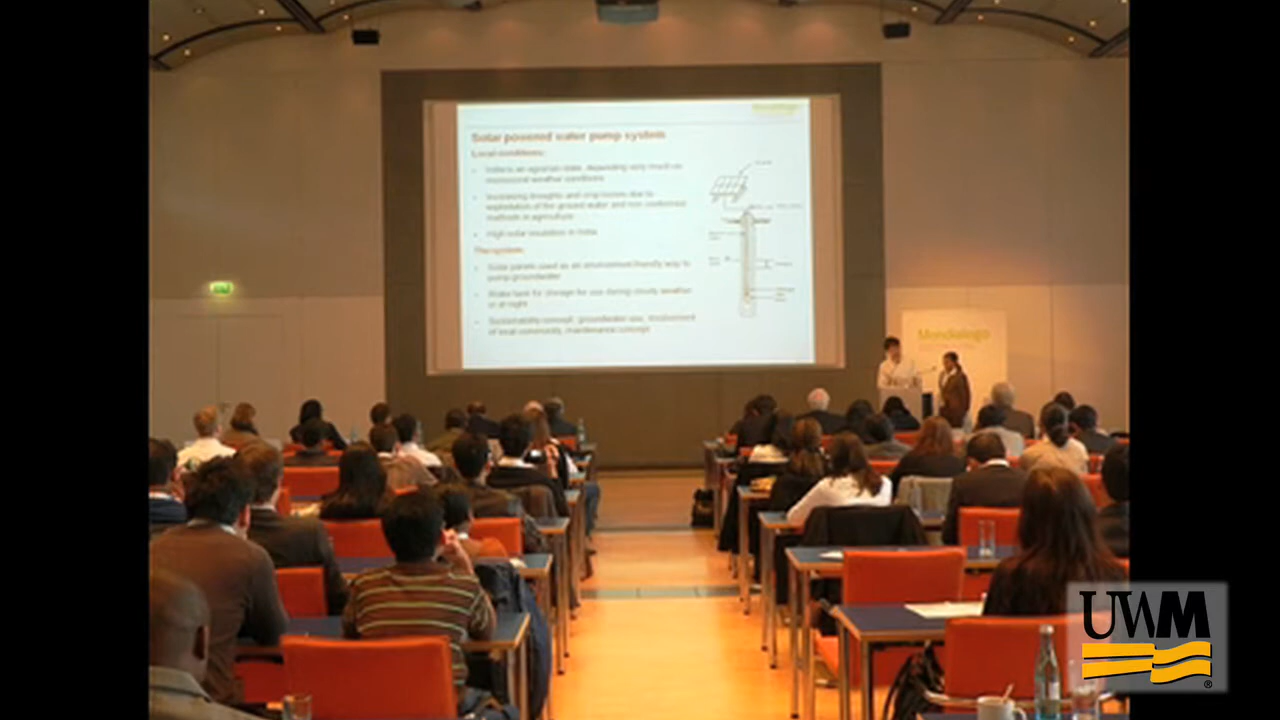 Mondialogo
Solar powered water pump system
Local conditions:
India is an agrarian state, depending very much on
monsoonal weather conditions
Increasing droughts and crop losses due to
exploitation of the ground water and non conformed
methods in agriculture
High solar insulation in India
The system:
Solar panels used as an environment friendly way to
pump groundwater
Water tank for storage for use during cloudy weather
or at night
Sustainability concept: groundwater use, involvement
of local community, maintenance concept
Mondialogo
UWM
®